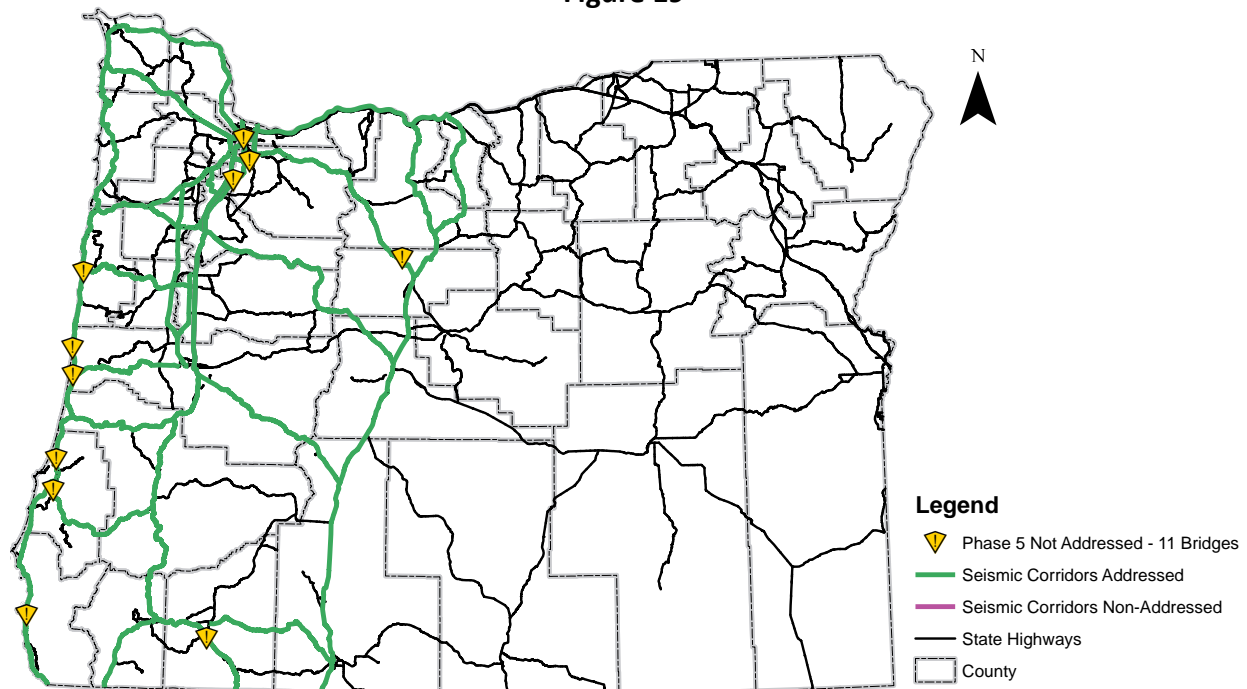 N
Legend
Phase 5 Not Addressed - 11 Bridges
Seismic Corridors Addressed
Seismic Corridors Non-Addressed
State Highways
County